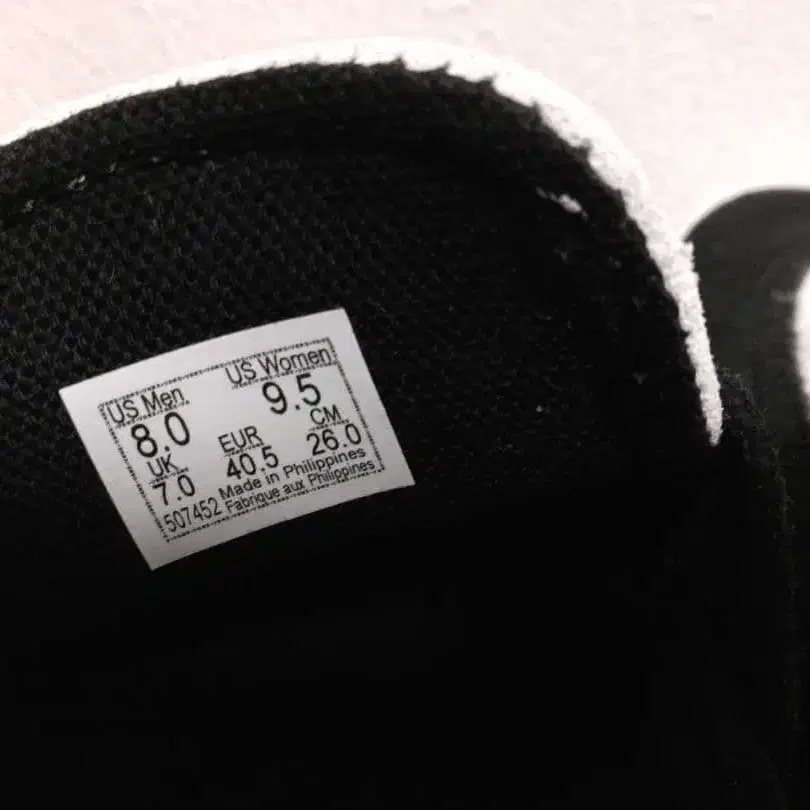 US Men US Women
8.0 9.5
UK EUR CM
7.0 40.5 26.0
Made in Philippines
507452 Fabrique aux Philippines